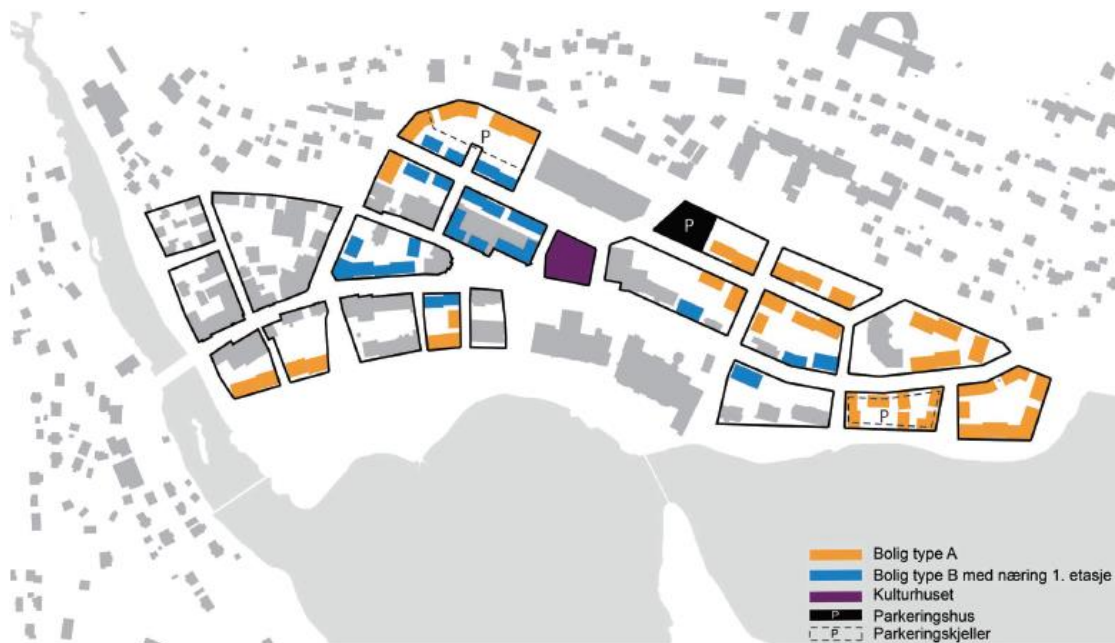 P
P
P
Bolig type A
Bolig type B med næring 1. etasje
Kulturhuset
P Parkeringshus
P Parkeringskjeller